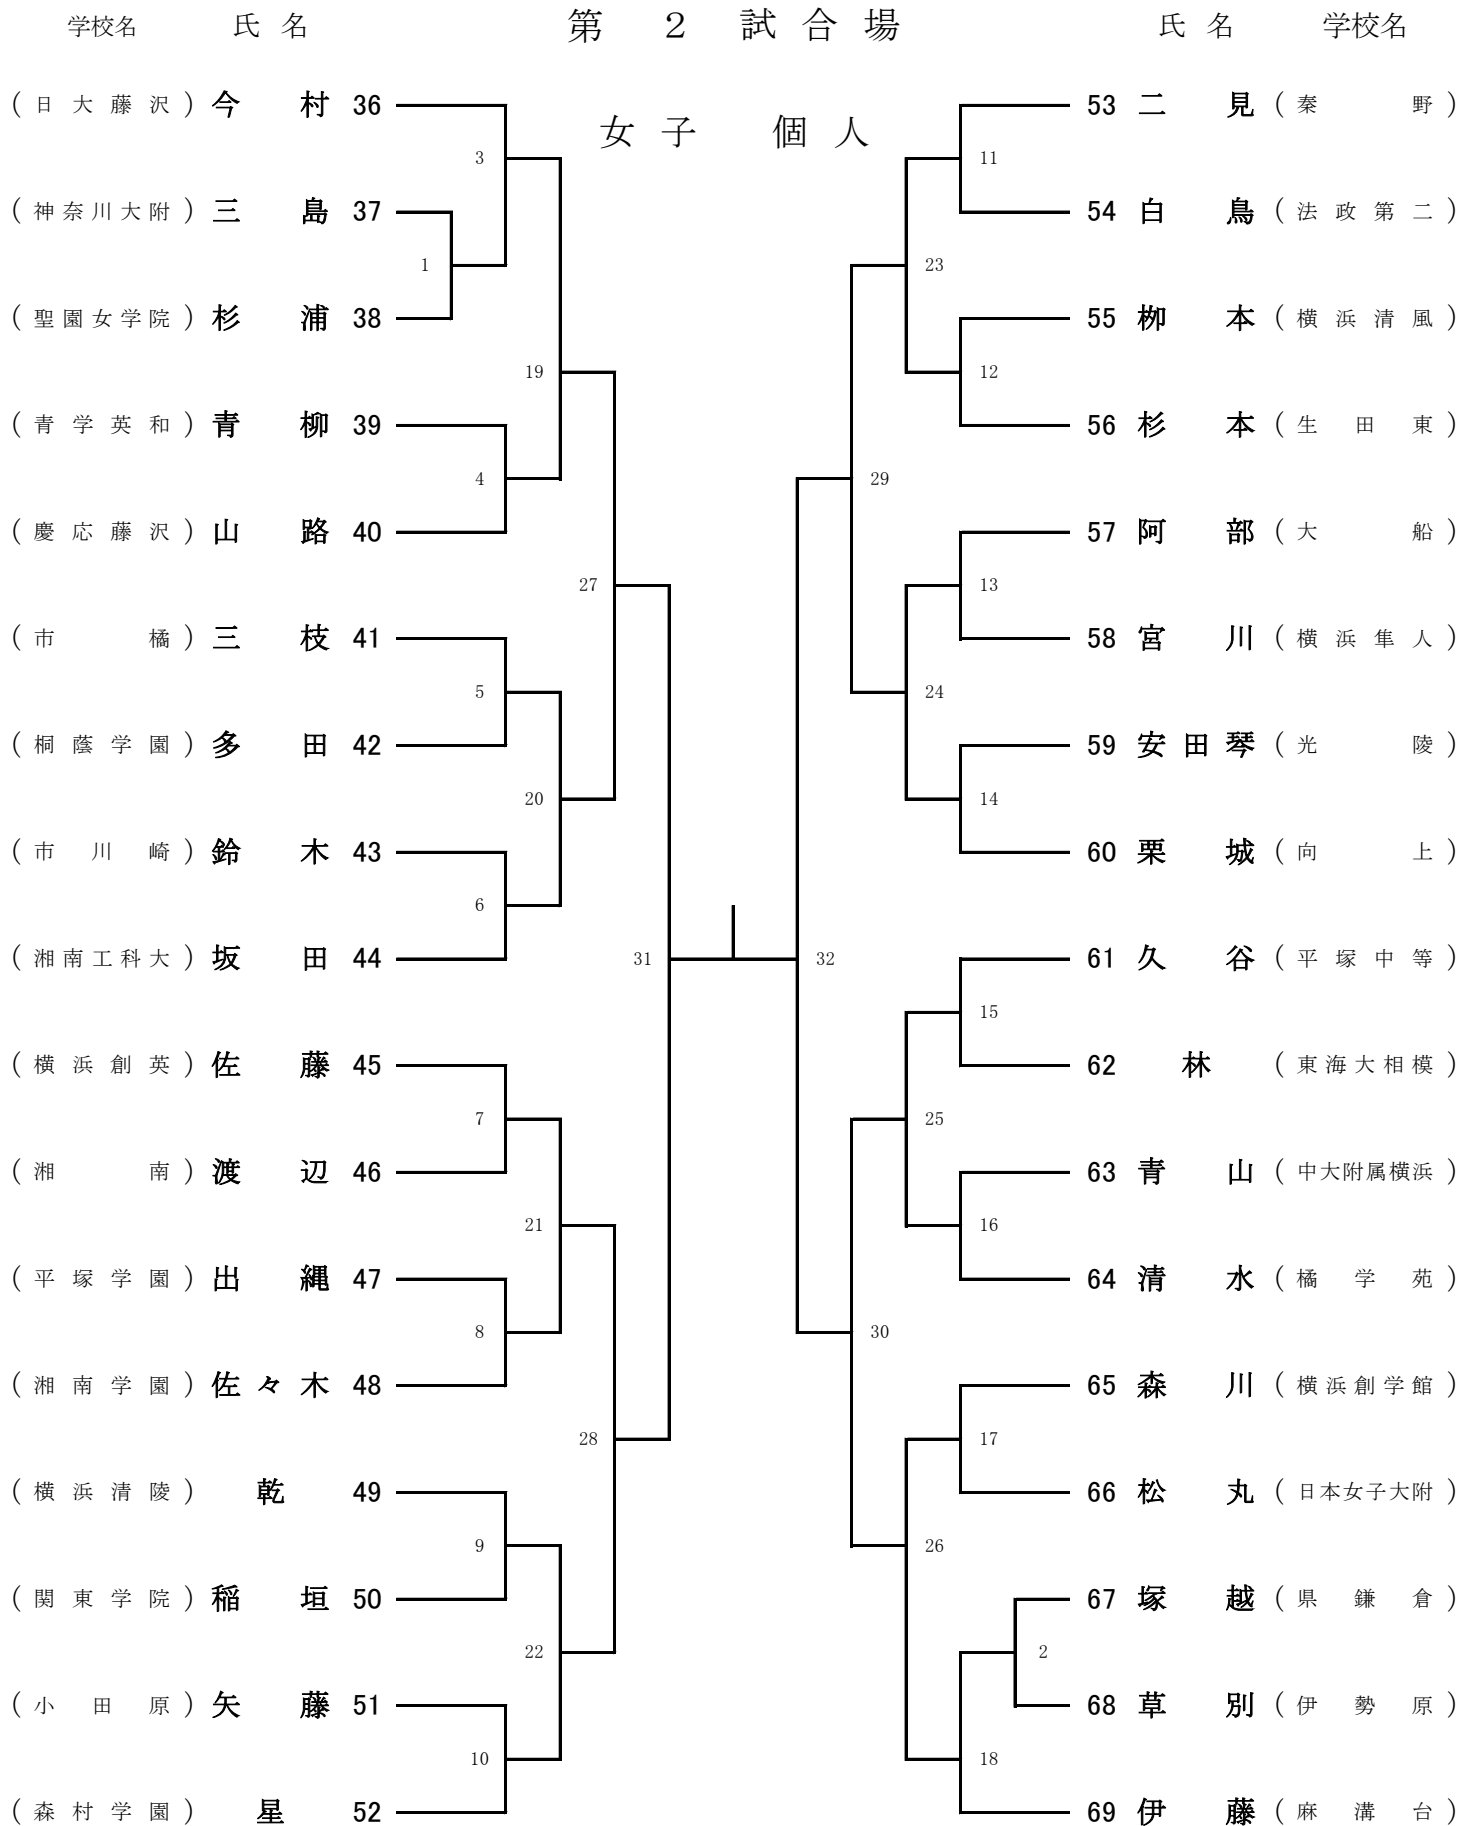 学校名 氏名 第 2 試合場 氏名 学校名
女子 個人
(日大藤沢) 今村 36 53 二見 (秦野)
3 11
(神奈川大附) 三島 37 54 白鳥 (法政第二)
1 23
(聖園女学院) 杉浦 38 55 栁本 (横浜清風)
19 12
(青学英和) 青柳 39 56 杉本 (生田東)
4 29
(慶応藤沢) 山路 40 57 阿部 (大船)
27 13
(市橘) 三枝 41 58 宮川 (横浜隼人)
5 24
(桐蔭学園) 多田 42 59 安田琴 (光陵)
20 14
(市川崎) 鈴木 43 60 栗城 (向上)
6
(湘南工科大) 坂田 44 31 32 61 久谷 (平塚中等)
15
(横浜創英) 佐藤 45 62 林 (東海大相模)
7 25
(湘南) 渡辺 46 63 青山 (中大附属横浜)
21 16
(平塚学園) 出縄 47 64 清水 (橘学苑)
8 30
(湘南学園) 佐々木 48 65 森川 (横浜創学館)
28 17
(横浜清陵) 乾 49 66 松丸 (日本女子大附)
9 26
(関東学院) 稲垣 50 67 塚越 (県鎌倉)
22 2
(小田原) 矢藤 51 68 草別 (伊勢原)
10 18
(森村学園) 星 52 69 伊藤 (麻溝台)